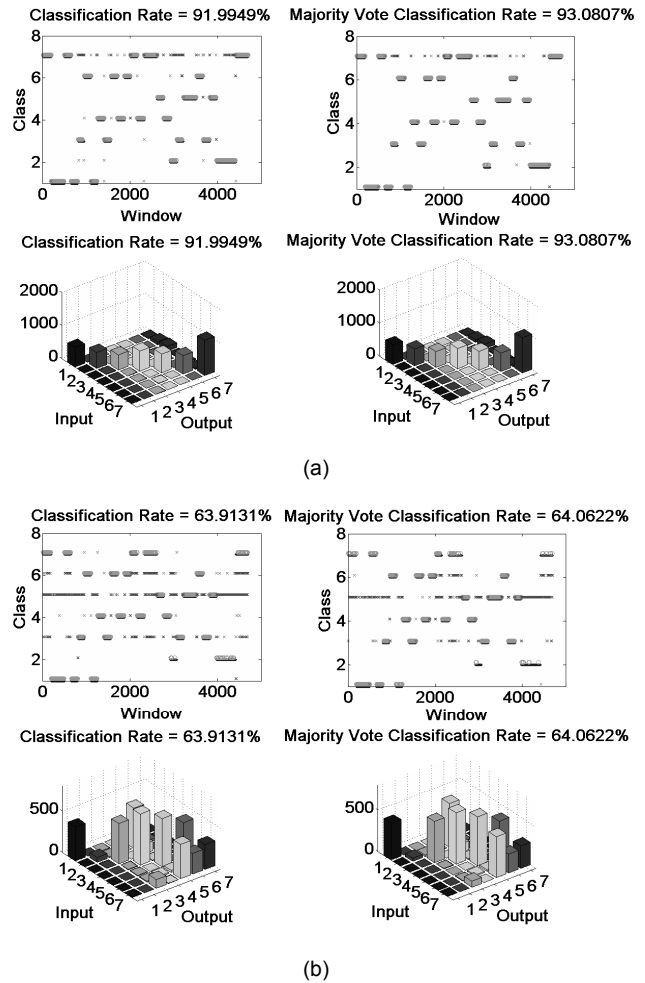 Classification Rate = 91.9949%
Majority Vote Classification Rate = 93.0807%
8
6
4
2
Class
0 2000 4000
Window
8
6
4
2
Class
0 2000 4000
Window
Classification Rate = 91.9949%
Majority Vote Classification Rate = 93.0807%
2000
1000
0
1 2 3 4 5 6 7
Input
1 2 3 4 5 6 7
Output
2000
1000
0
1 2 3 4 5 6 7
Input
1 2 3 4 5 6 7
Output
(a)
Classification Rate = 63.9131%
Majority Vote Classification Rate = 64.0622%
8
6
4
2
Class
0 2000 4000
Window
8
6
4
2
Class
0 2000 4000
Window
Classification Rate = 63.9131%
Majority Vote Classification Rate = 64.0622%
500
0
1 2 3 4 5 6 7
Input
1 2 3 4 5 6 7
Output
500
0
1 2 3 4 5 6 7
Input
1 2 3 4 5 6 7
Output
(b)